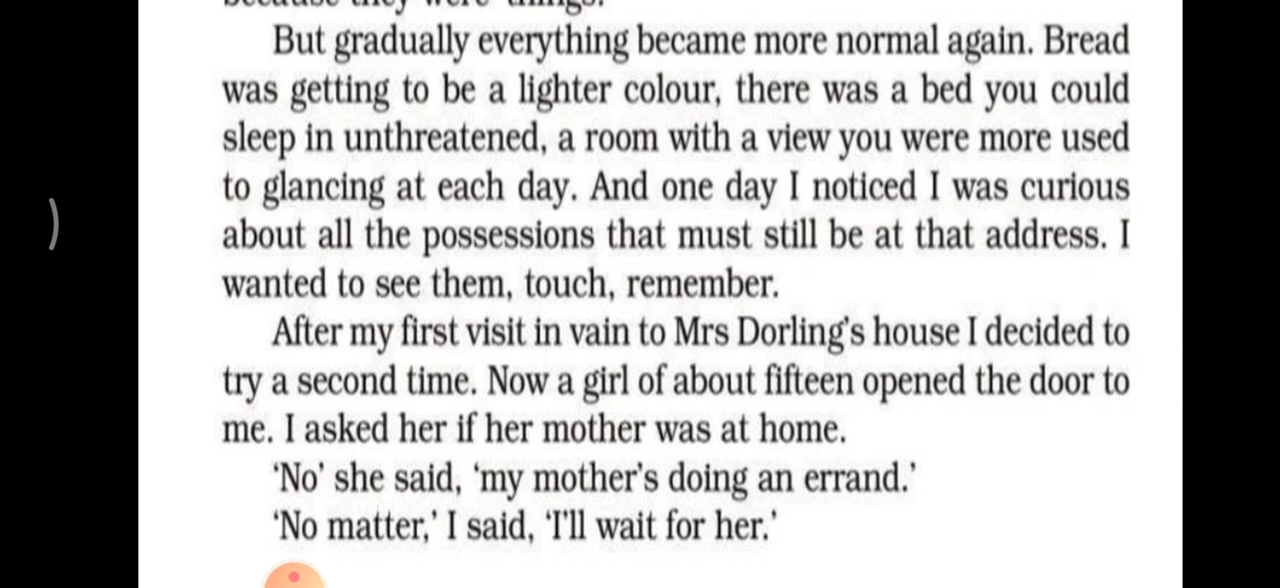 But gradually everything became more normal again. Bread
was getting to be a lighter colour, there was a bed you could
sleep in unthreatened, a room with a view you were more used
to glancing at each day. And one day I noticed I was curious
about all the possessions that must still be at that address. I
wanted to see them, touch, remember.
After my first visit in vain to Mrs Dorling's house I decided to
try a second time. Now a girl of about fifteen opened the door to
me. I asked her if her mother was at home.
‘No’ she said, ‘my mother's doing an errand.’
‘No matter,’ I said, ‘I'll wait for her.’